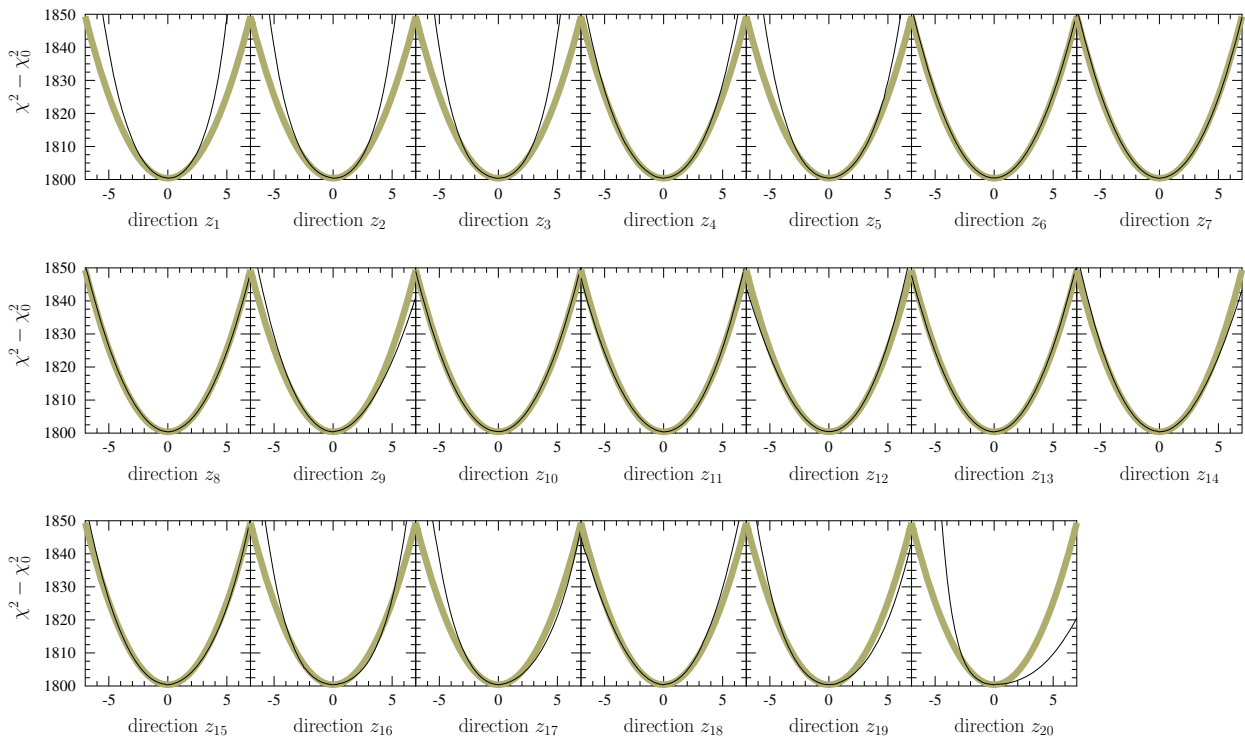 1850
1840
1830
1820
1810
1800
χ² − χ₀²
-5 0 5 -5 0 5 -5 0 5 -5 0 5 -5 0 5 -5 0 5 -5 0 5
direction z₁ direction z₂ direction z₃ direction z₄ direction z₅ direction z₆ direction z₇
1850
1840
1830
1820
1810
1800
χ² − χ₀²
-5 0 5 -5 0 5 -5 0 5 -5 0 5 -5 0 5 -5 0 5 -5 0 5
direction z₈ direction z₉ direction z₁₀ direction z₁₁ direction z₁₂ direction z₁₃ direction z₁₄
1850
1840
1830
1820
1810
1800
χ² − χ₀²
-5 0 5 -5 0 5 -5 0 5 -5 0 5 -5 0 5 -5 0 5
direction z₁₅ direction z₁₆ direction z₁₇ direction z₁₈ direction z₁₉ direction z₂₀